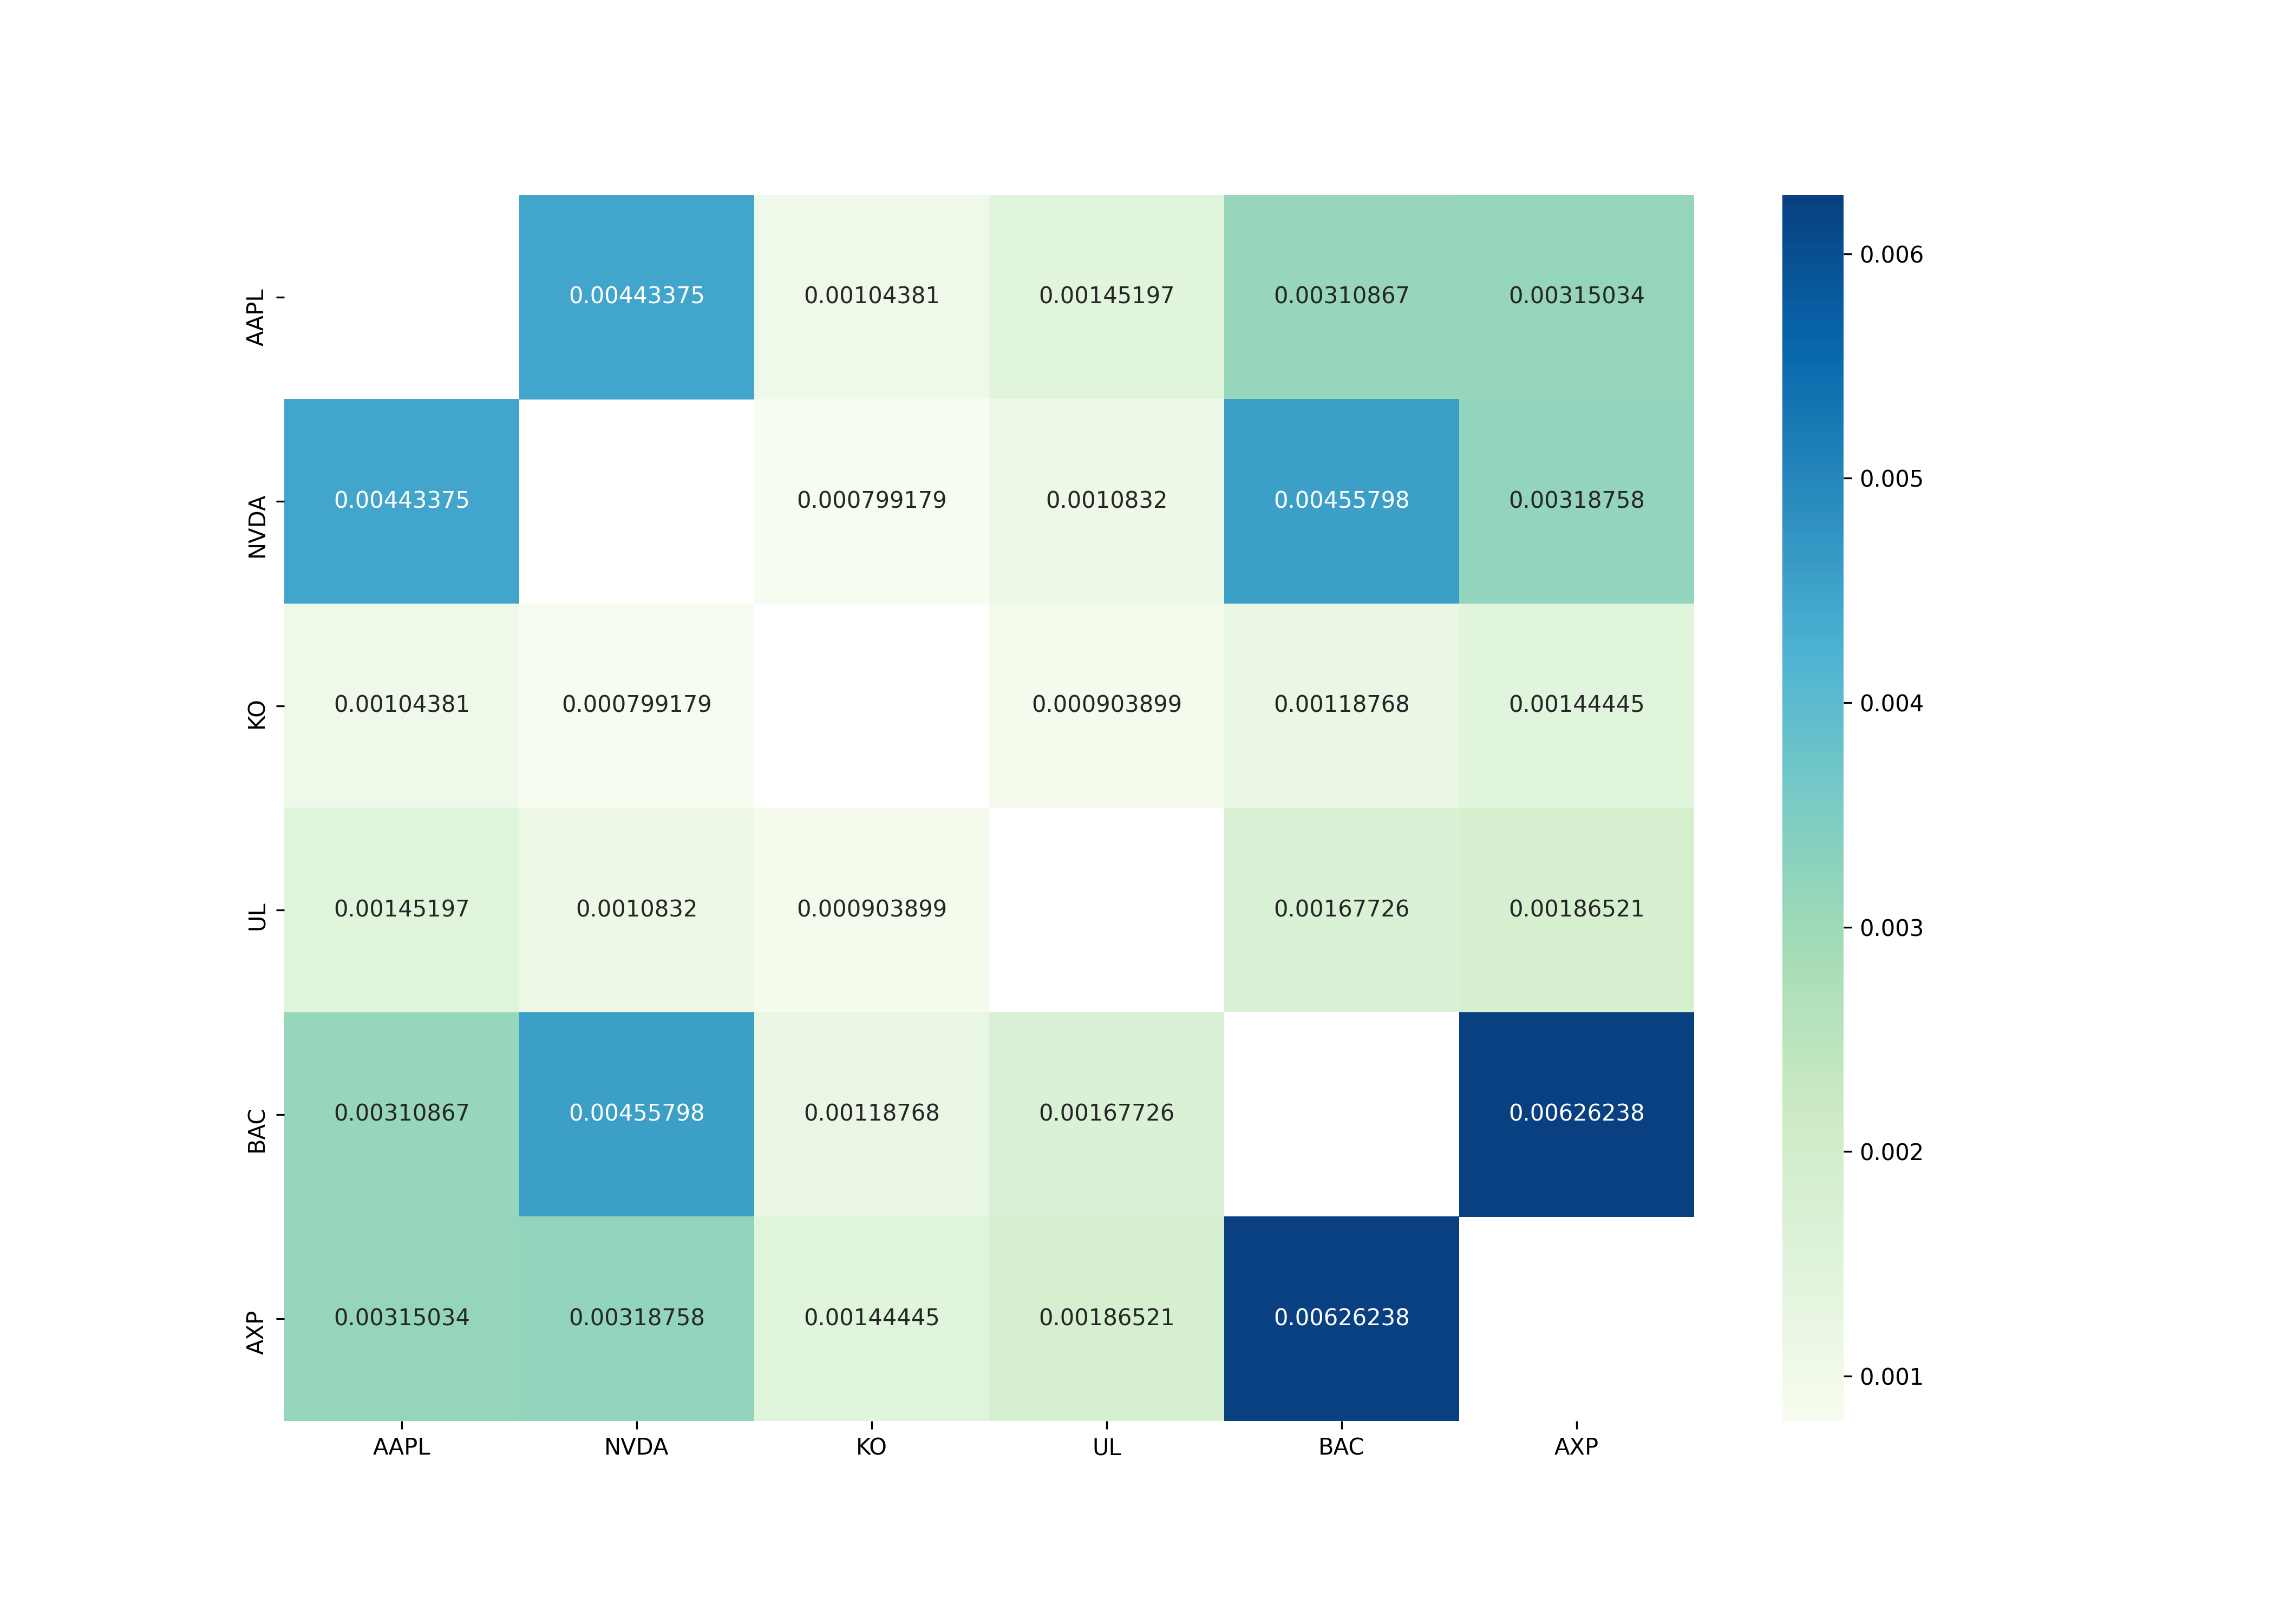 0.006
AAPL 0.00443375 0.00104381 0.00145197 0.00310867 0.00315034
0.005
NVDA 0.00443375 0.000799179 0.0010832 0.00455798 0.00318758
KO 0.00104381 0.000799179 0.000903899 0.00118768 0.00144445
0.004
UL 0.00145197 0.0010832 0.000903899 0.00167726 0.00186521
0.003
BAC 0.00310867 0.00455798 0.00118768 0.00167726 0.00626238
0.002
AXP 0.00315034 0.00318758 0.00144445 0.00186521 0.00626238
0.001
AAPL NVDA KO UL BAC AXP